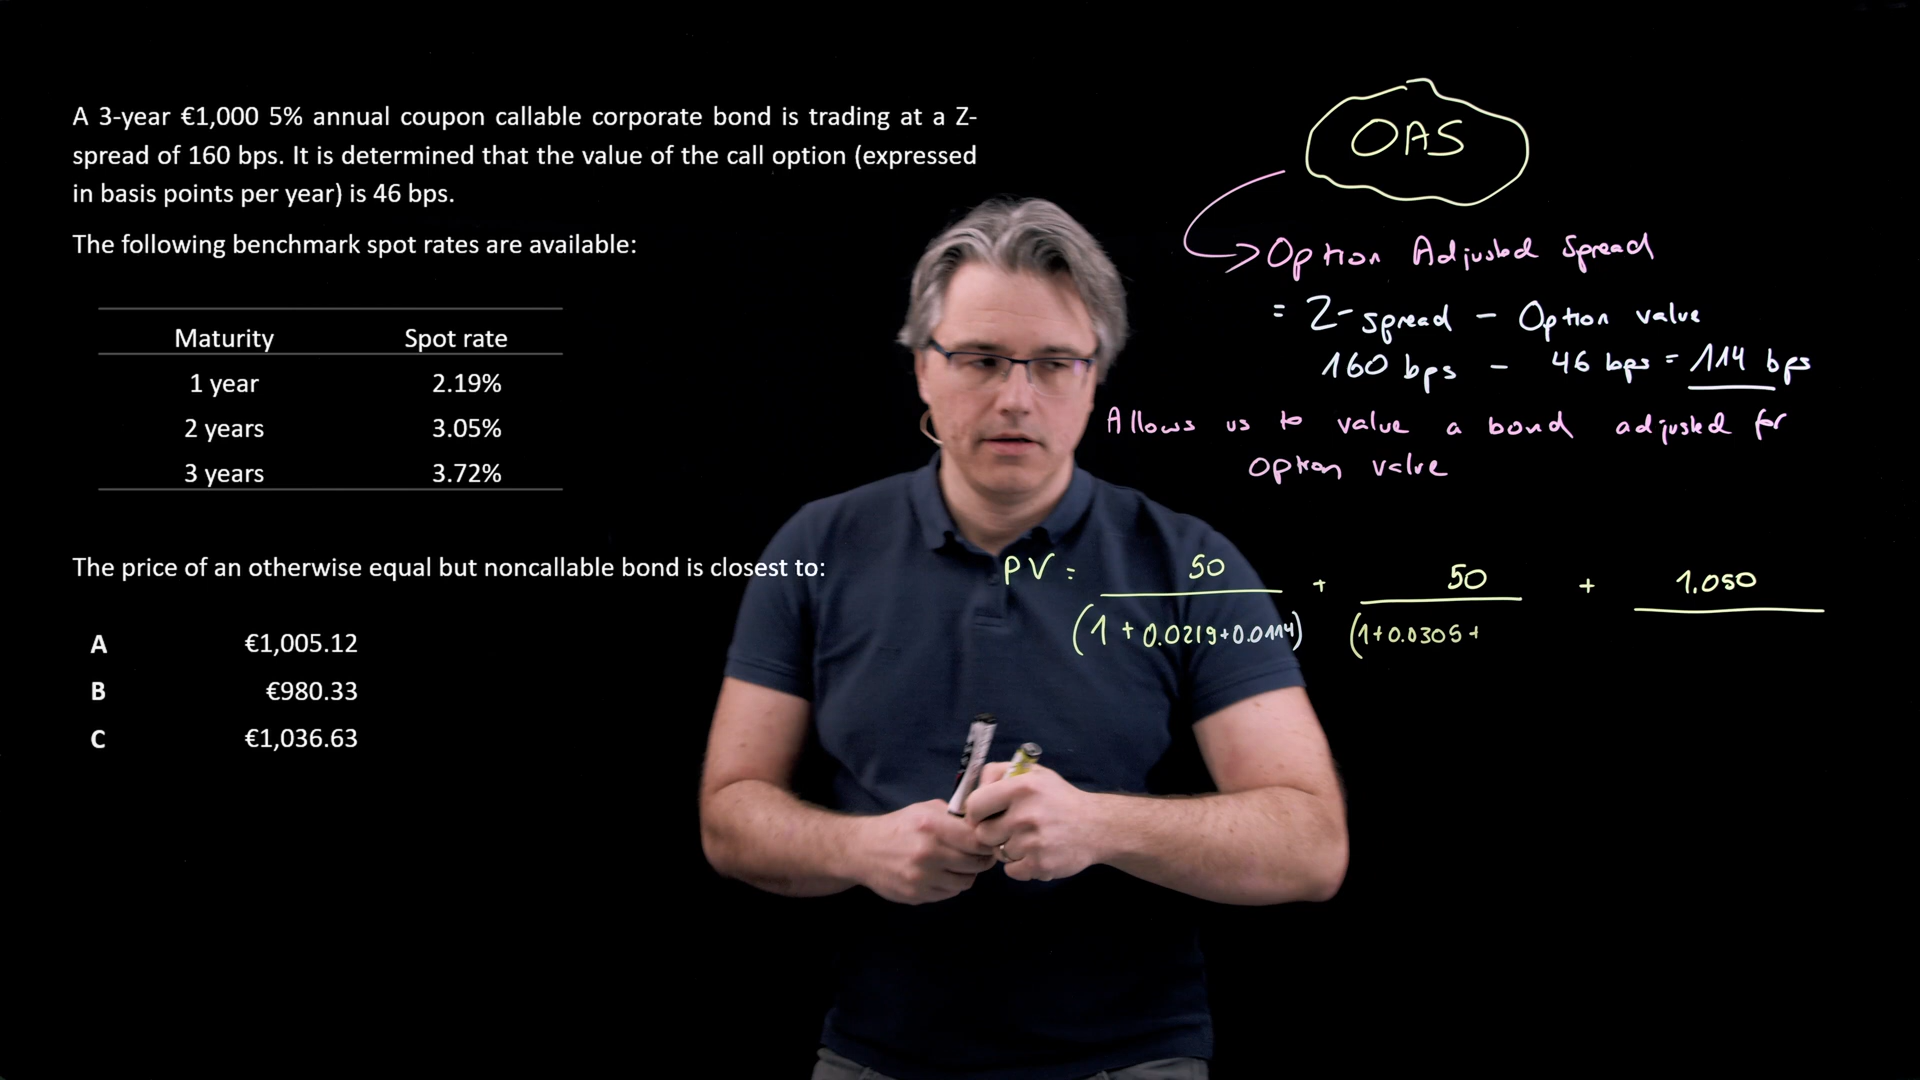 A 3-year €1,000 5% annual coupon callable corporate bond is trading at a Z-
spread of 160 bps. It is determined that the value of the call option (expressed
in basis points per year) is 46 bps.
The following benchmark spot rates are available:
Maturity Spot rate
1 year 2.19%
2 years 3.05%
3 years 3.72%
The price of an otherwise equal but noncallable bond is closest to:
A €1,005.12
B €980.33
C €1,036.63
OAS
Option Adjusted Spread
= Z-spread - Option value
160 bps - 46 bps = 114 bps
Allows us to value a bond adjusted for
option value
PV = 50 + 50 + 1.050
(1 + 0.0219 + 0.0114) (1 + 0.0305 +